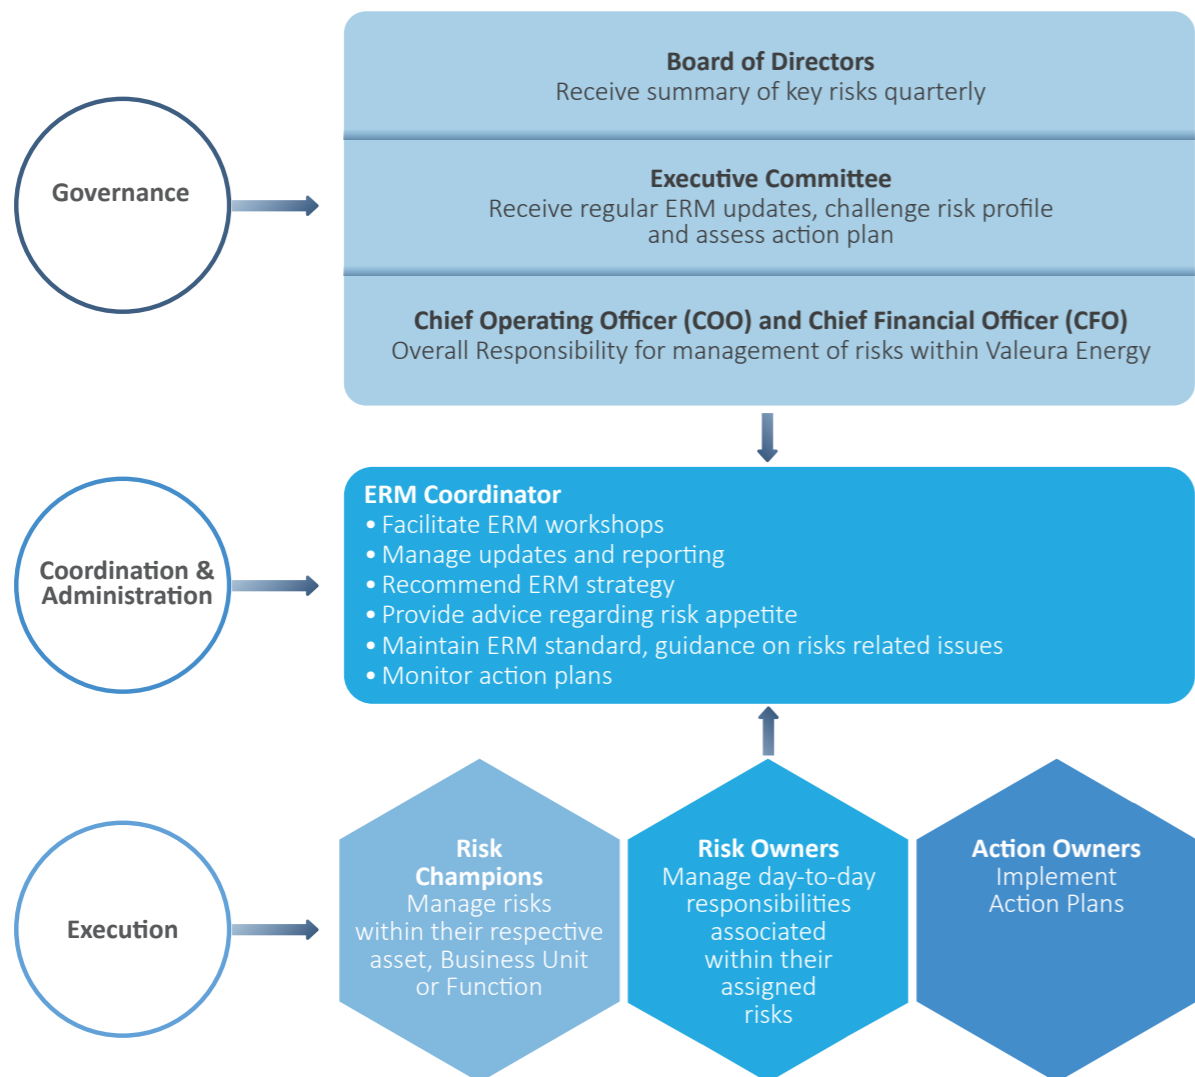 Governance
Board of Directors
Receive summary of key risks quarterly
Executive Committee
Receive regular ERM updates, challenge risk profile
and assess action plan
Chief Operating Officer (COO) and Chief Financial Officer (CFO)
Overall Responsibility for management of risks within Valeura Energy
Coordination &
Administration
ERM Coordinator
• Facilitate ERM workshops
• Manage updates and reporting
• Recommend ERM strategy
• Provide advice regarding risk appetite
• Maintain ERM standard, guidance on risks related issues
• Monitor action plans
Execution
Risk
Champions
Manage risks
within their respective
asset, Business Unit
or Function
Risk Owners
Manage day-to-day
responsibilities
associated
within their
assigned
risks
Action Owners
Implement
Action Plans